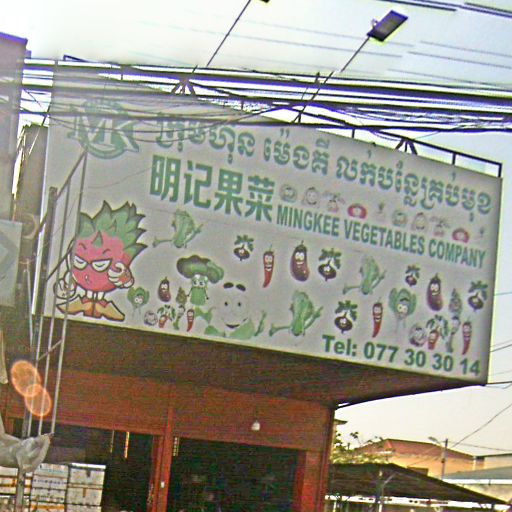 MK
ក្រុមហ៊ុន ម៉េងគី លក់បន្លែគ្រប់មុខ
明记果菜
MINGKEE VEGETABLES COMPANY
Tel: 077 30 30 14